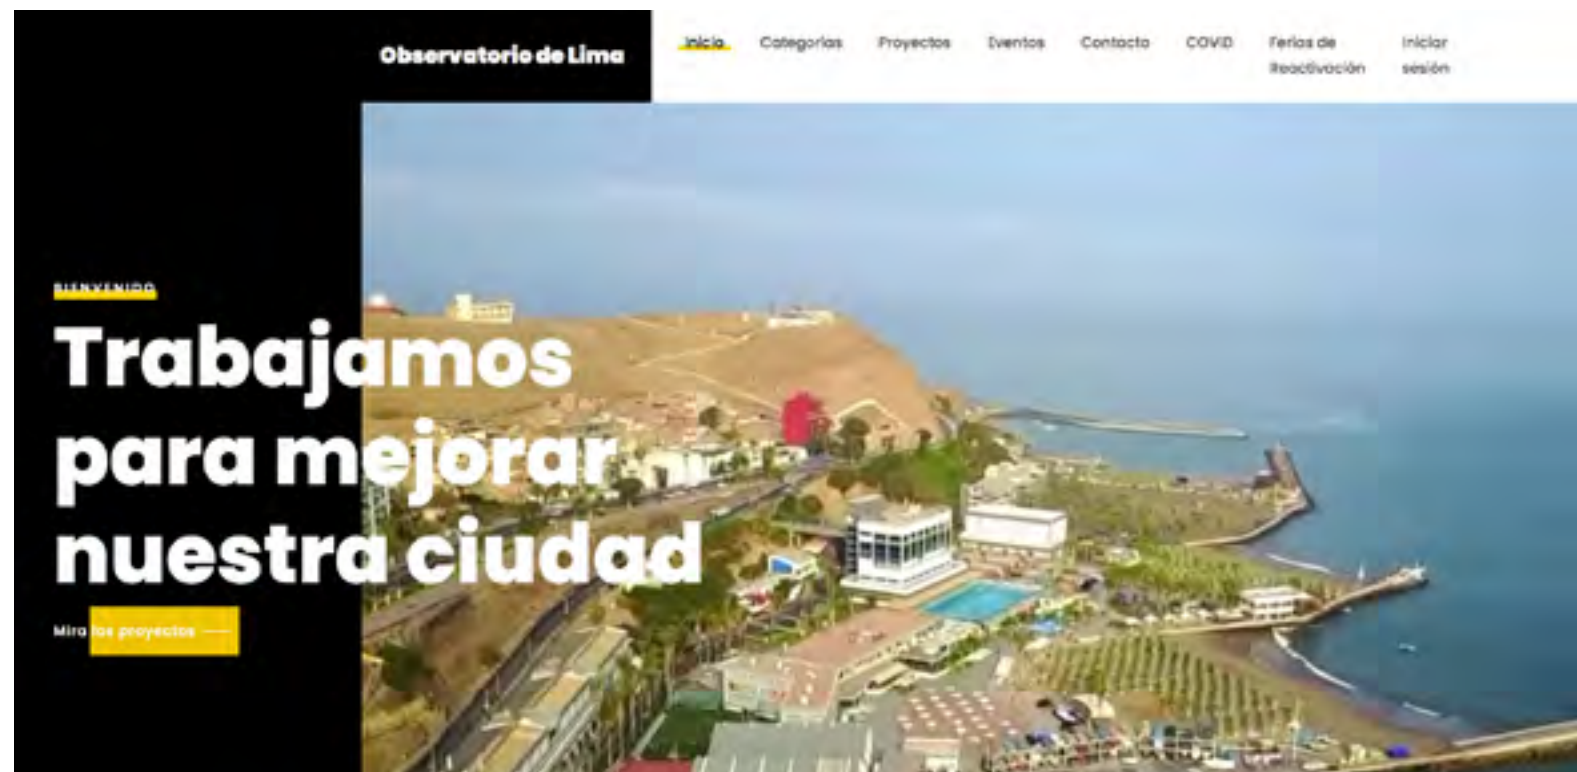 Observatorio de Lima
Inicio
Categorías
Proyectos
Eventos
Contacto
COVID
Ferias de
Reactivación
Iniciar
sesión
BIENVENIDO
Trabajamos
para mejorar
nuestra ciudad
Mira los proyectos